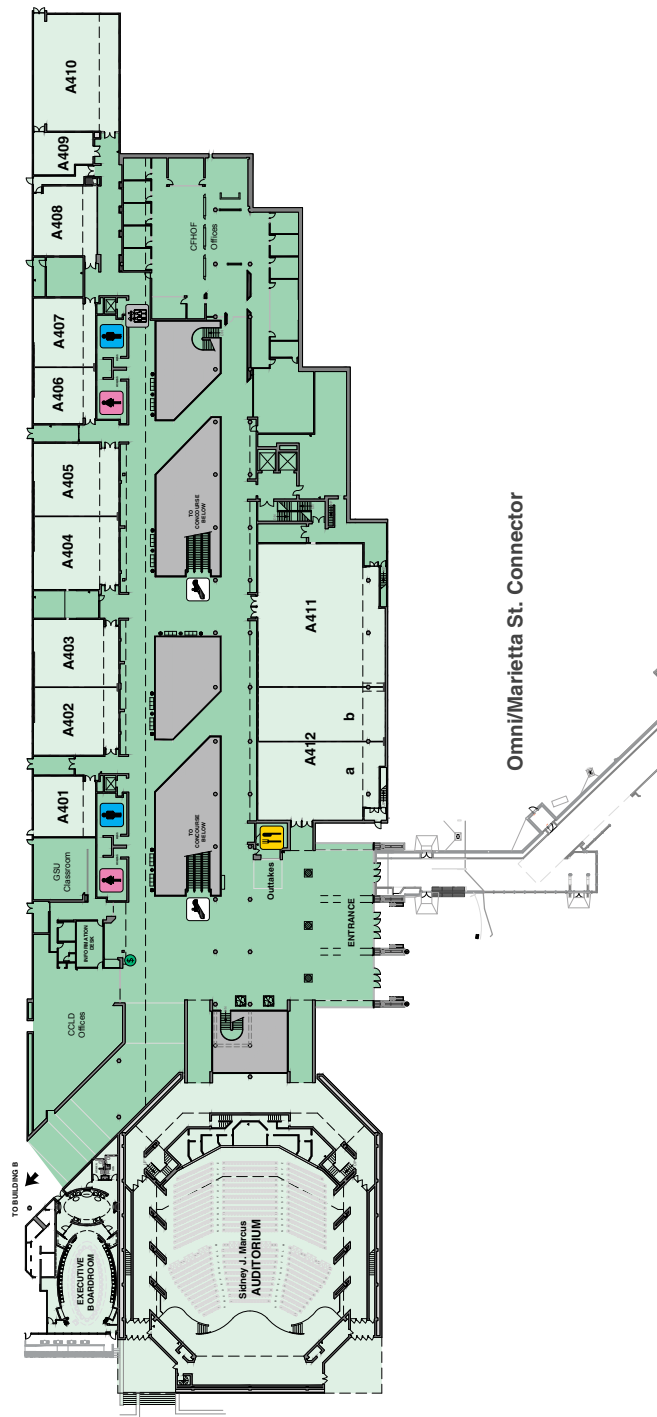 A410
A409
A408
CFHOF
Offices
A407
A406
A405
TO
CONCOURSE
BELOW
A404
A411
A403
A402
A412
b
a
Omni/Marietta St. Connector
A401
TO
CONCOURSE
BELOW
GSU
Classroom
Outtakes
INFORMATION
DESK
ENTRANCE
$
CCLD
Offices
TO BUILDING B
EXECUTIVE
BOARDROOM
Sidney J. Marcus
AUDITORIUM